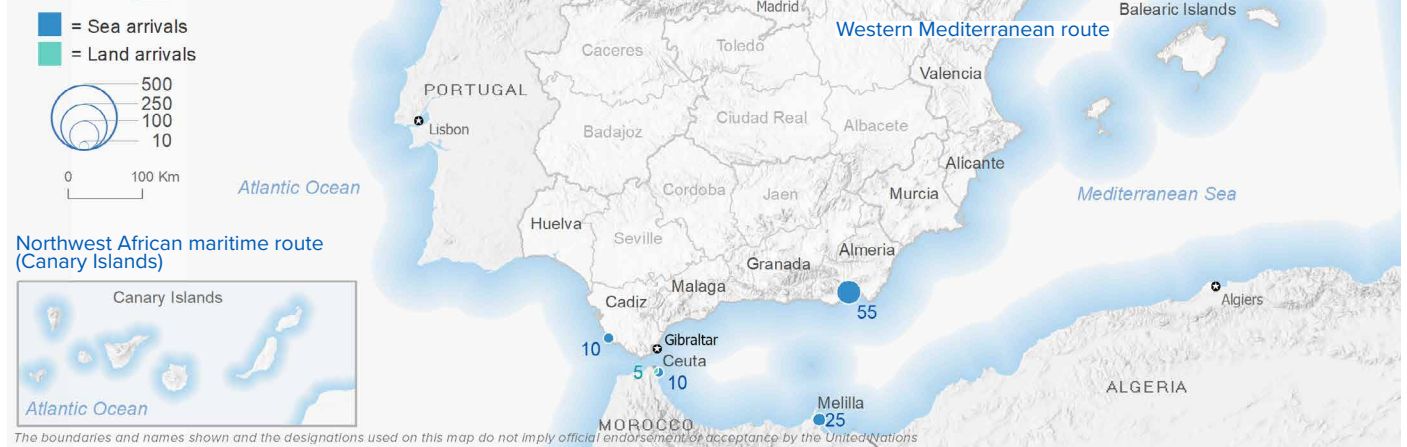 Madrid
Balearic Islands
= Sea arrivals
Western Mediterranean route
Caceres
Toledo
= Land arrivals
Valencia
500
PORTUGAL
250
100
Lisbon
Badajoz
Ciudad Real
Albacete
10
Alicante
0
100 Km
Atlantic Ocean
Cordoba
Jaen
Murcia
Mediterranean Sea
Huelva
Seville
Northwest African maritime route
(Canary Islands)
Almeria
Granada
Malaga
Canary Islands
Cadiz
Algiers
55
Gibraltar
10
Ceuta
5
10
ALGERIA
Melilla
Atlantic Ocean
25
MOROCCO
The boundaries and names shown and the designations used on this map do not imply official endorsement or acceptance by the United Nations